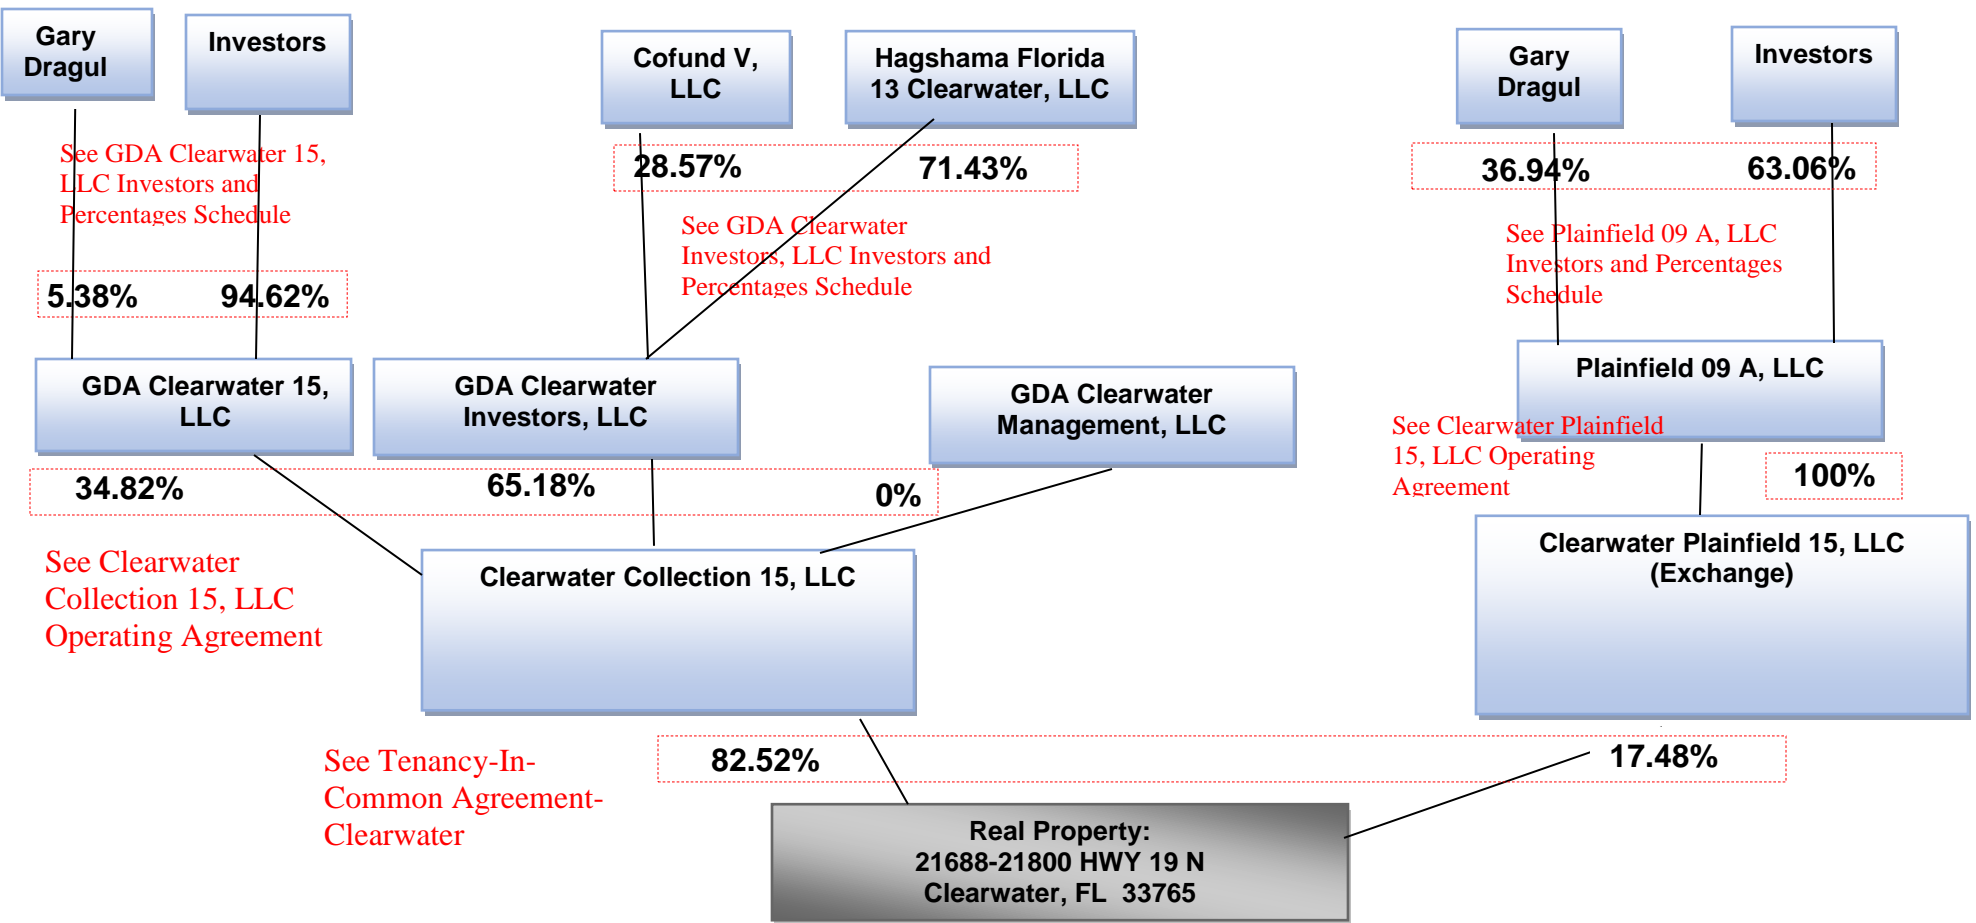 Gary
Dragul
Investors
Cofund V,
LLC
Hagshama Florida
13 Clearwater, LLC
Gary
Dragul
Investors
See GDA Clearwater 15,
LLC Investors and
Percentages Schedule
28.57%
71.43%
36.94%
63.06%
See GDA Clearwater
Investors, LLC Investors and
Percentages Schedule
See Plainfield 09 A, LLC
Investors and Percentages
Schedule
5.38%
94.62%
GDA Clearwater 15,
LLC
GDA Clearwater
Investors, LLC
GDA Clearwater
Management, LLC
Plainfield 09 A, LLC
See Clearwater Plainfield
15, LLC Operating
Agreement
100%
34.82%
65.18%
0%
See Clearwater
Collection 15, LLC
Operating Agreement
Clearwater Collection 15, LLC
Clearwater Plainfield 15, LLC
(Exchange)
See Tenancy-In-
Common Agreement-
Clearwater
82.52%
17.48%
Real Property:
21688-21800 HWY 19 N
Clearwater, FL  33765